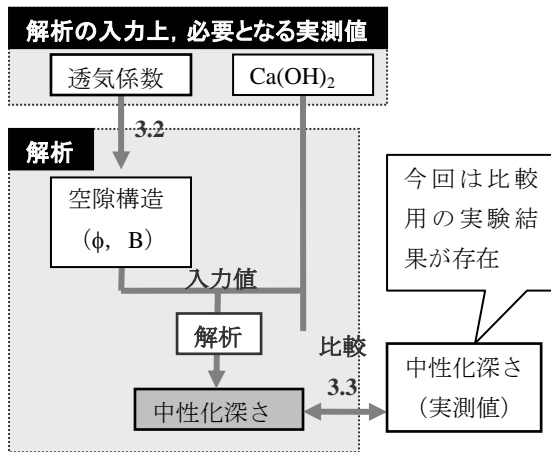 解析の入力上，必要となる実測値
透気係数
Ca(OH)2
3.2
解析
空隙構造
（φ，B）
今回は比較
用の実験結
果が存在
入力値
解析
比較
3.3
中性化深さ
中性化深さ
（実測値）